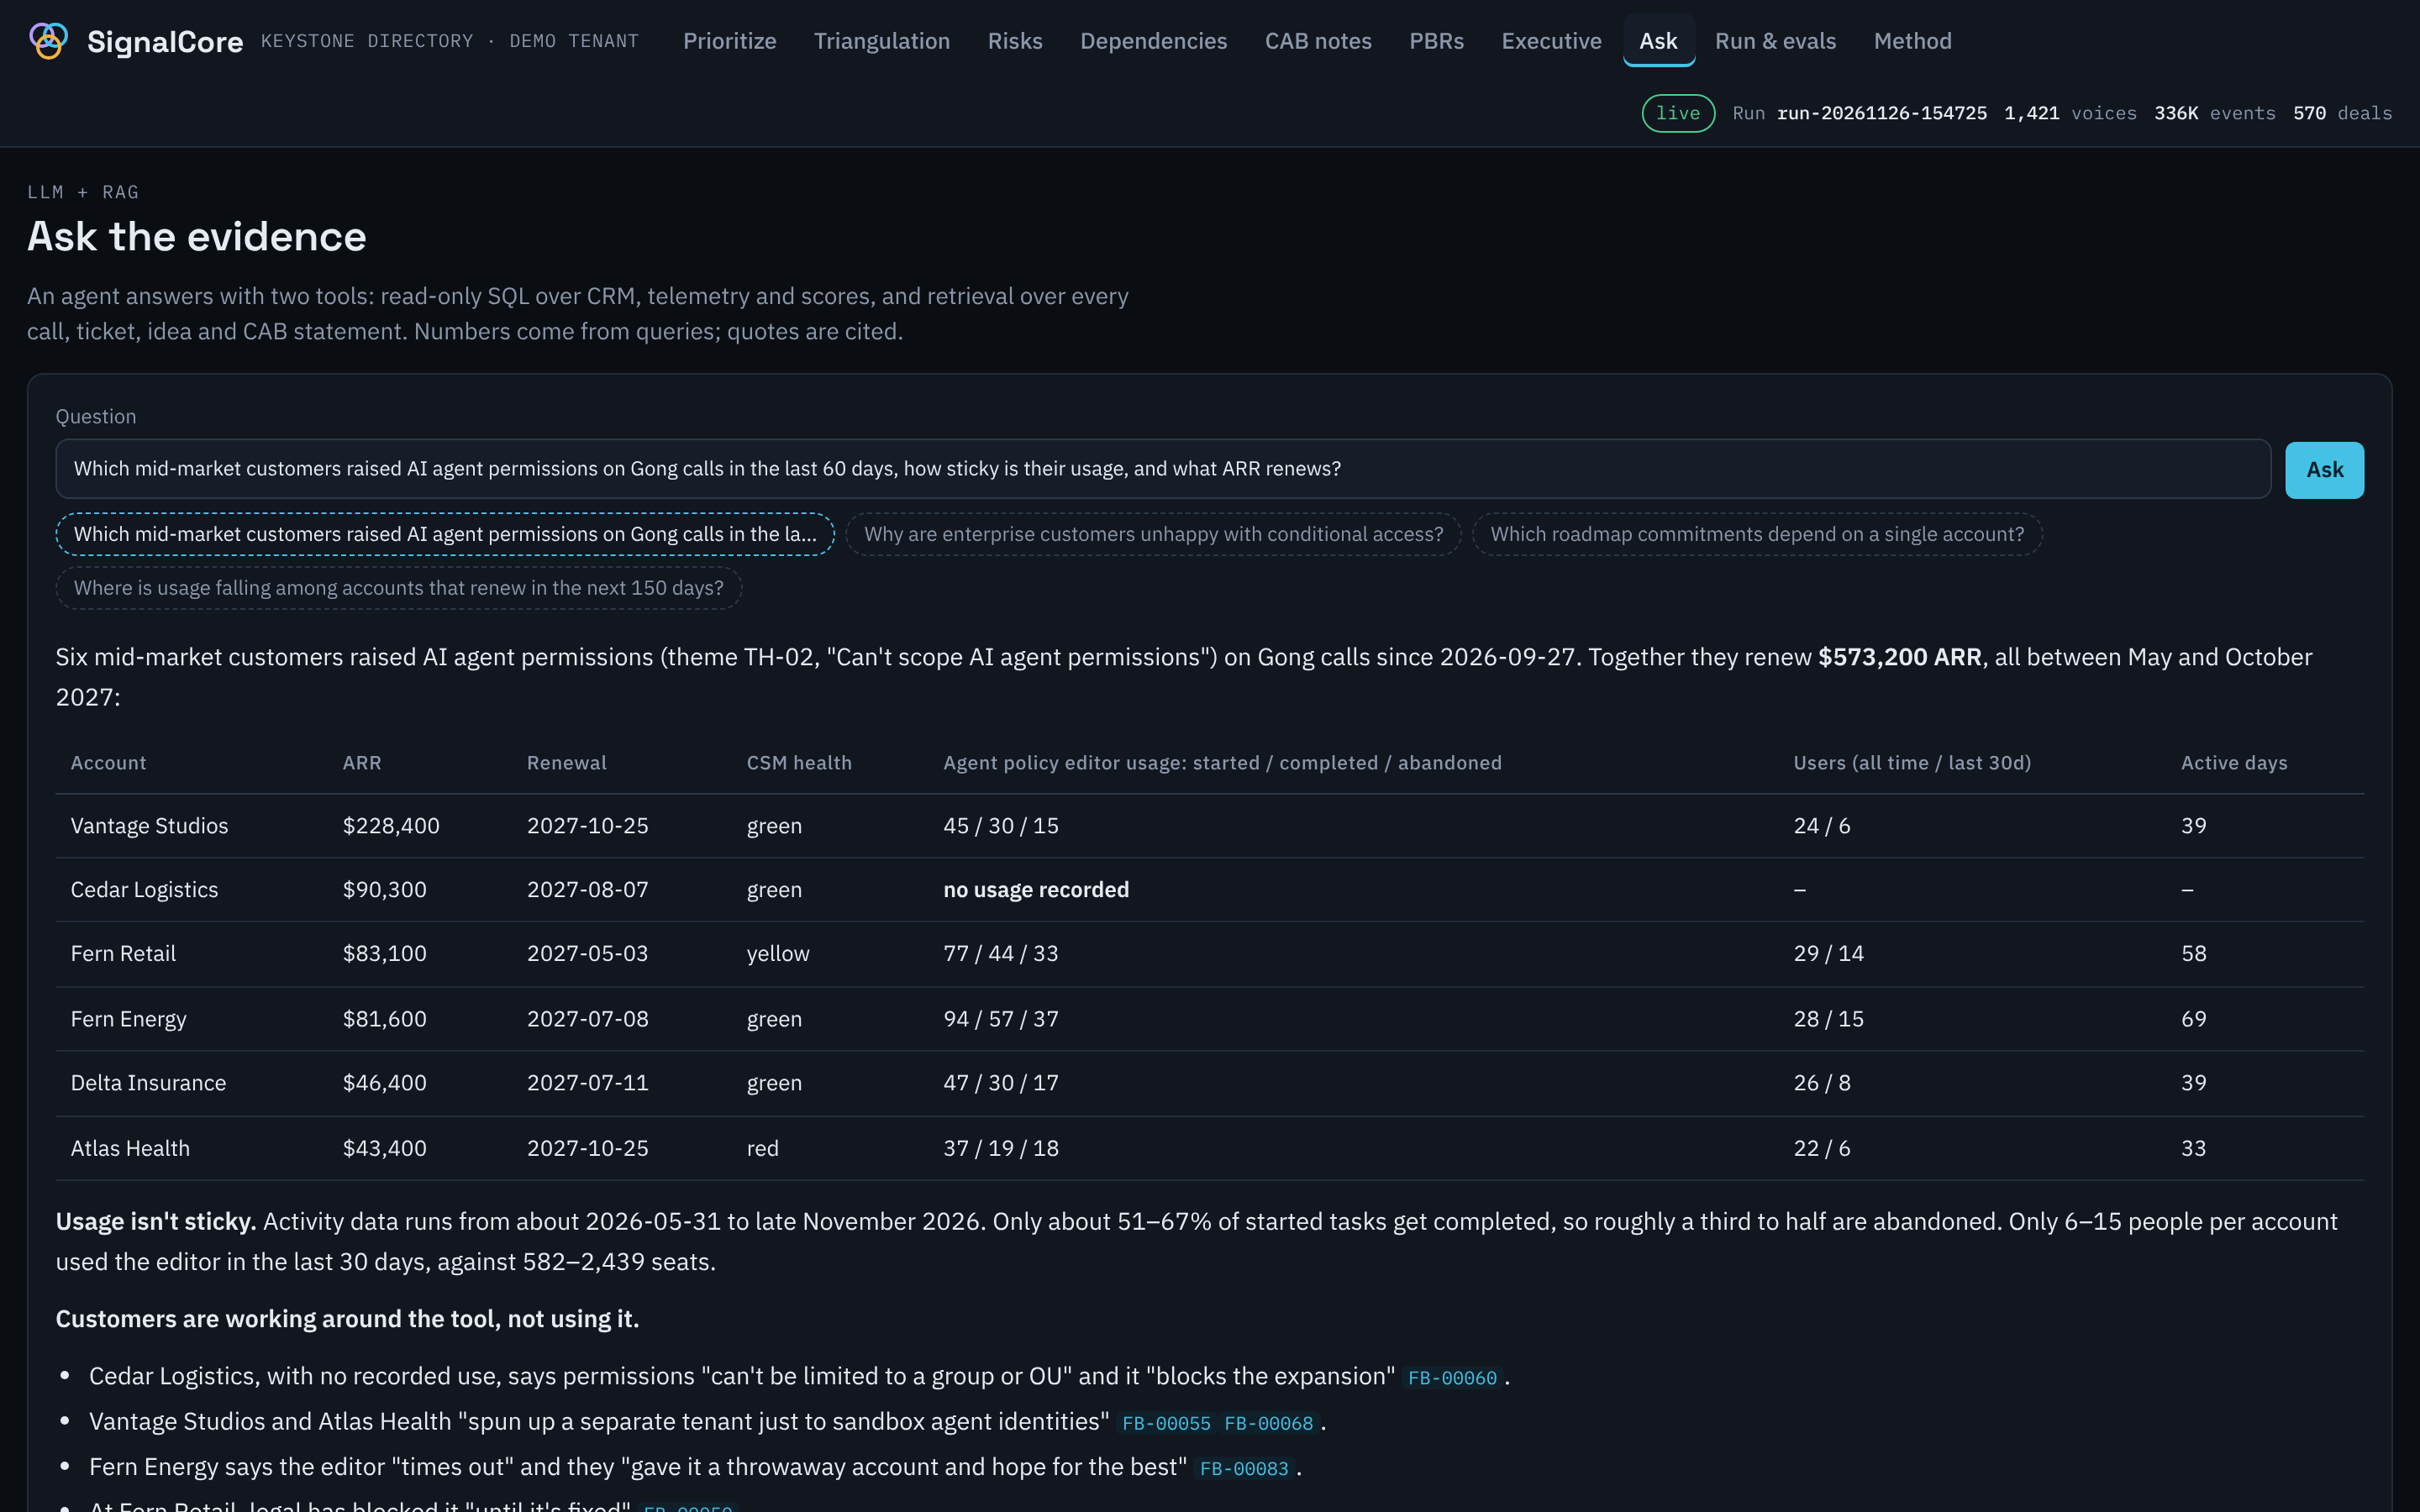 SignalCore KEYSTONE DIRECTORY · DEMO TENANT Prioritize Triangulation Risks Dependencies CAB notes PBRs Executive Ask Run & evals Method
live Run run-20261126-154725 1,421 voices 336K events 570 deals
LLM + RAG
Ask the evidence
An agent answers with two tools: read-only SQL over CRM, telemetry and scores, and retrieval over every
call, ticket, idea and CAB statement. Numbers come from queries; quotes are cited.
Question
Which mid-market customers raised AI agent permissions on Gong calls in the last 60 days, how sticky is their usage, and what ARR renews? Ask
Which mid-market customers raised AI agent permissions on Gong calls in the la... Why are enterprise customers unhappy with conditional access? Which roadmap commitments depend on a single account?
Where is usage falling among accounts that renew in the next 150 days?
Six mid-market customers raised AI agent permissions (theme TH-02, "Can't scope AI agent permissions") on Gong calls since 2026-09-27. Together they renew $573,200 ARR, all between May and October
2027:
Account ARR Renewal CSM health Agent policy editor usage: started / completed / abandoned Users (all time / last 30d) Active days
Vantage Studios $228,400 2027-10-25 green 45 / 30 / 15 24 / 6 39
Cedar Logistics $90,300 2027-08-07 green no usage recorded – –
Fern Retail $83,100 2027-05-03 yellow 77 / 44 / 33 29 / 14 58
Fern Energy $81,600 2027-07-08 green 94 / 57 / 37 28 / 15 69
Delta Insurance $46,400 2027-07-11 green 47 / 30 / 17 26 / 8 39
Atlas Health $43,400 2027-10-25 red 37 / 19 / 18 22 / 6 33
Usage isn't sticky. Activity data runs from about 2026-05-31 to late November 2026. Only about 51–67% of started tasks get completed, so roughly a third to half are abandoned. Only 6–15 people per account
used the editor in the last 30 days, against 582–2,439 seats.
Customers are working around the tool, not using it.
• Cedar Logistics, with no recorded use, says permissions "can't be limited to a group or OU" and it "blocks the expansion" FB-00060 .
• Vantage Studios and Atlas Health "spun up a separate tenant just to sandbox agent identities" FB-00055 FB-00068 .
• Fern Energy says the editor "times out" and they "gave it a throwaway account and hope for the best" FB-00083 .
• At Fern Retail, legal has blocked it "until it's fixed"